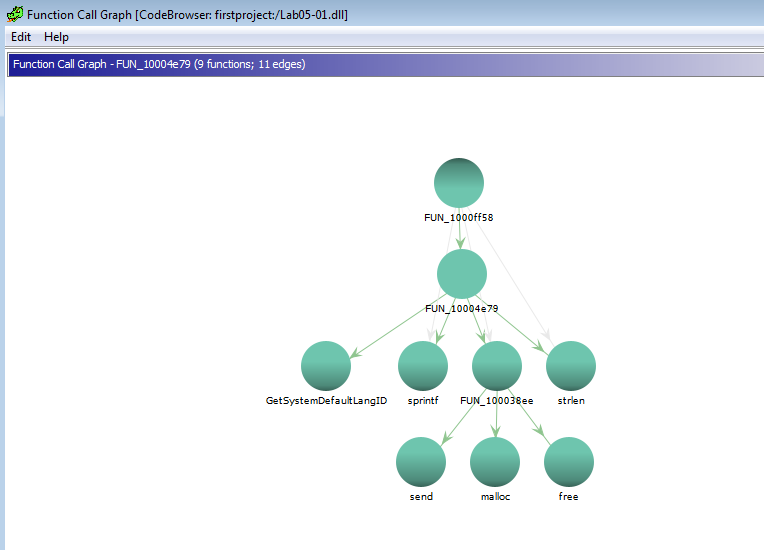 Function Call Graph [CodeBrowser: firstproject:/Lab05-01.dll]
Edit Help
Function Call Graph - FUN_10004e79 (9 functions; 11 edges)
FUN_1000ff58
FUN_10004e79
GetSystemDefaultLangID sprintf FUN_100038ee strlen
send malloc free